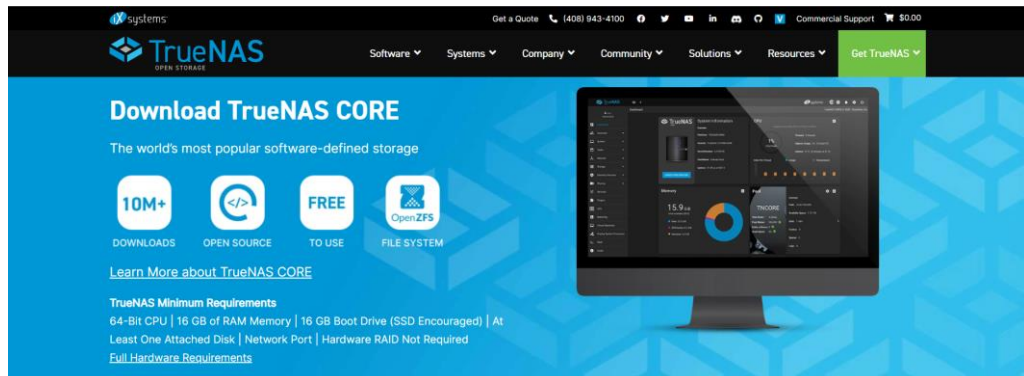 iX systems
Get a Quote (408) 943-4100 Commercial Support $0.00
TrueNAS
OPEN STORAGE
Software Systems Company Community Solutions Resources Get TrueNAS
Download TrueNAS CORE
The world's most popular software-defined storage
10M+ FREE OpenZFS
DOWNLOADS OPEN SOURCE TO USE FILE SYSTEM
Learn More about TrueNAS CORE
TrueNAS Minimum Requirements
64-Bit CPU | 16 GB of RAM Memory | 16 GB Boot Drive (SSD Encouraged) | At
Least One Attached Disk | Network Port | Hardware RAID Not Required
Full Hardware Requirements
TrueNAS
System Information
Memory
15.9